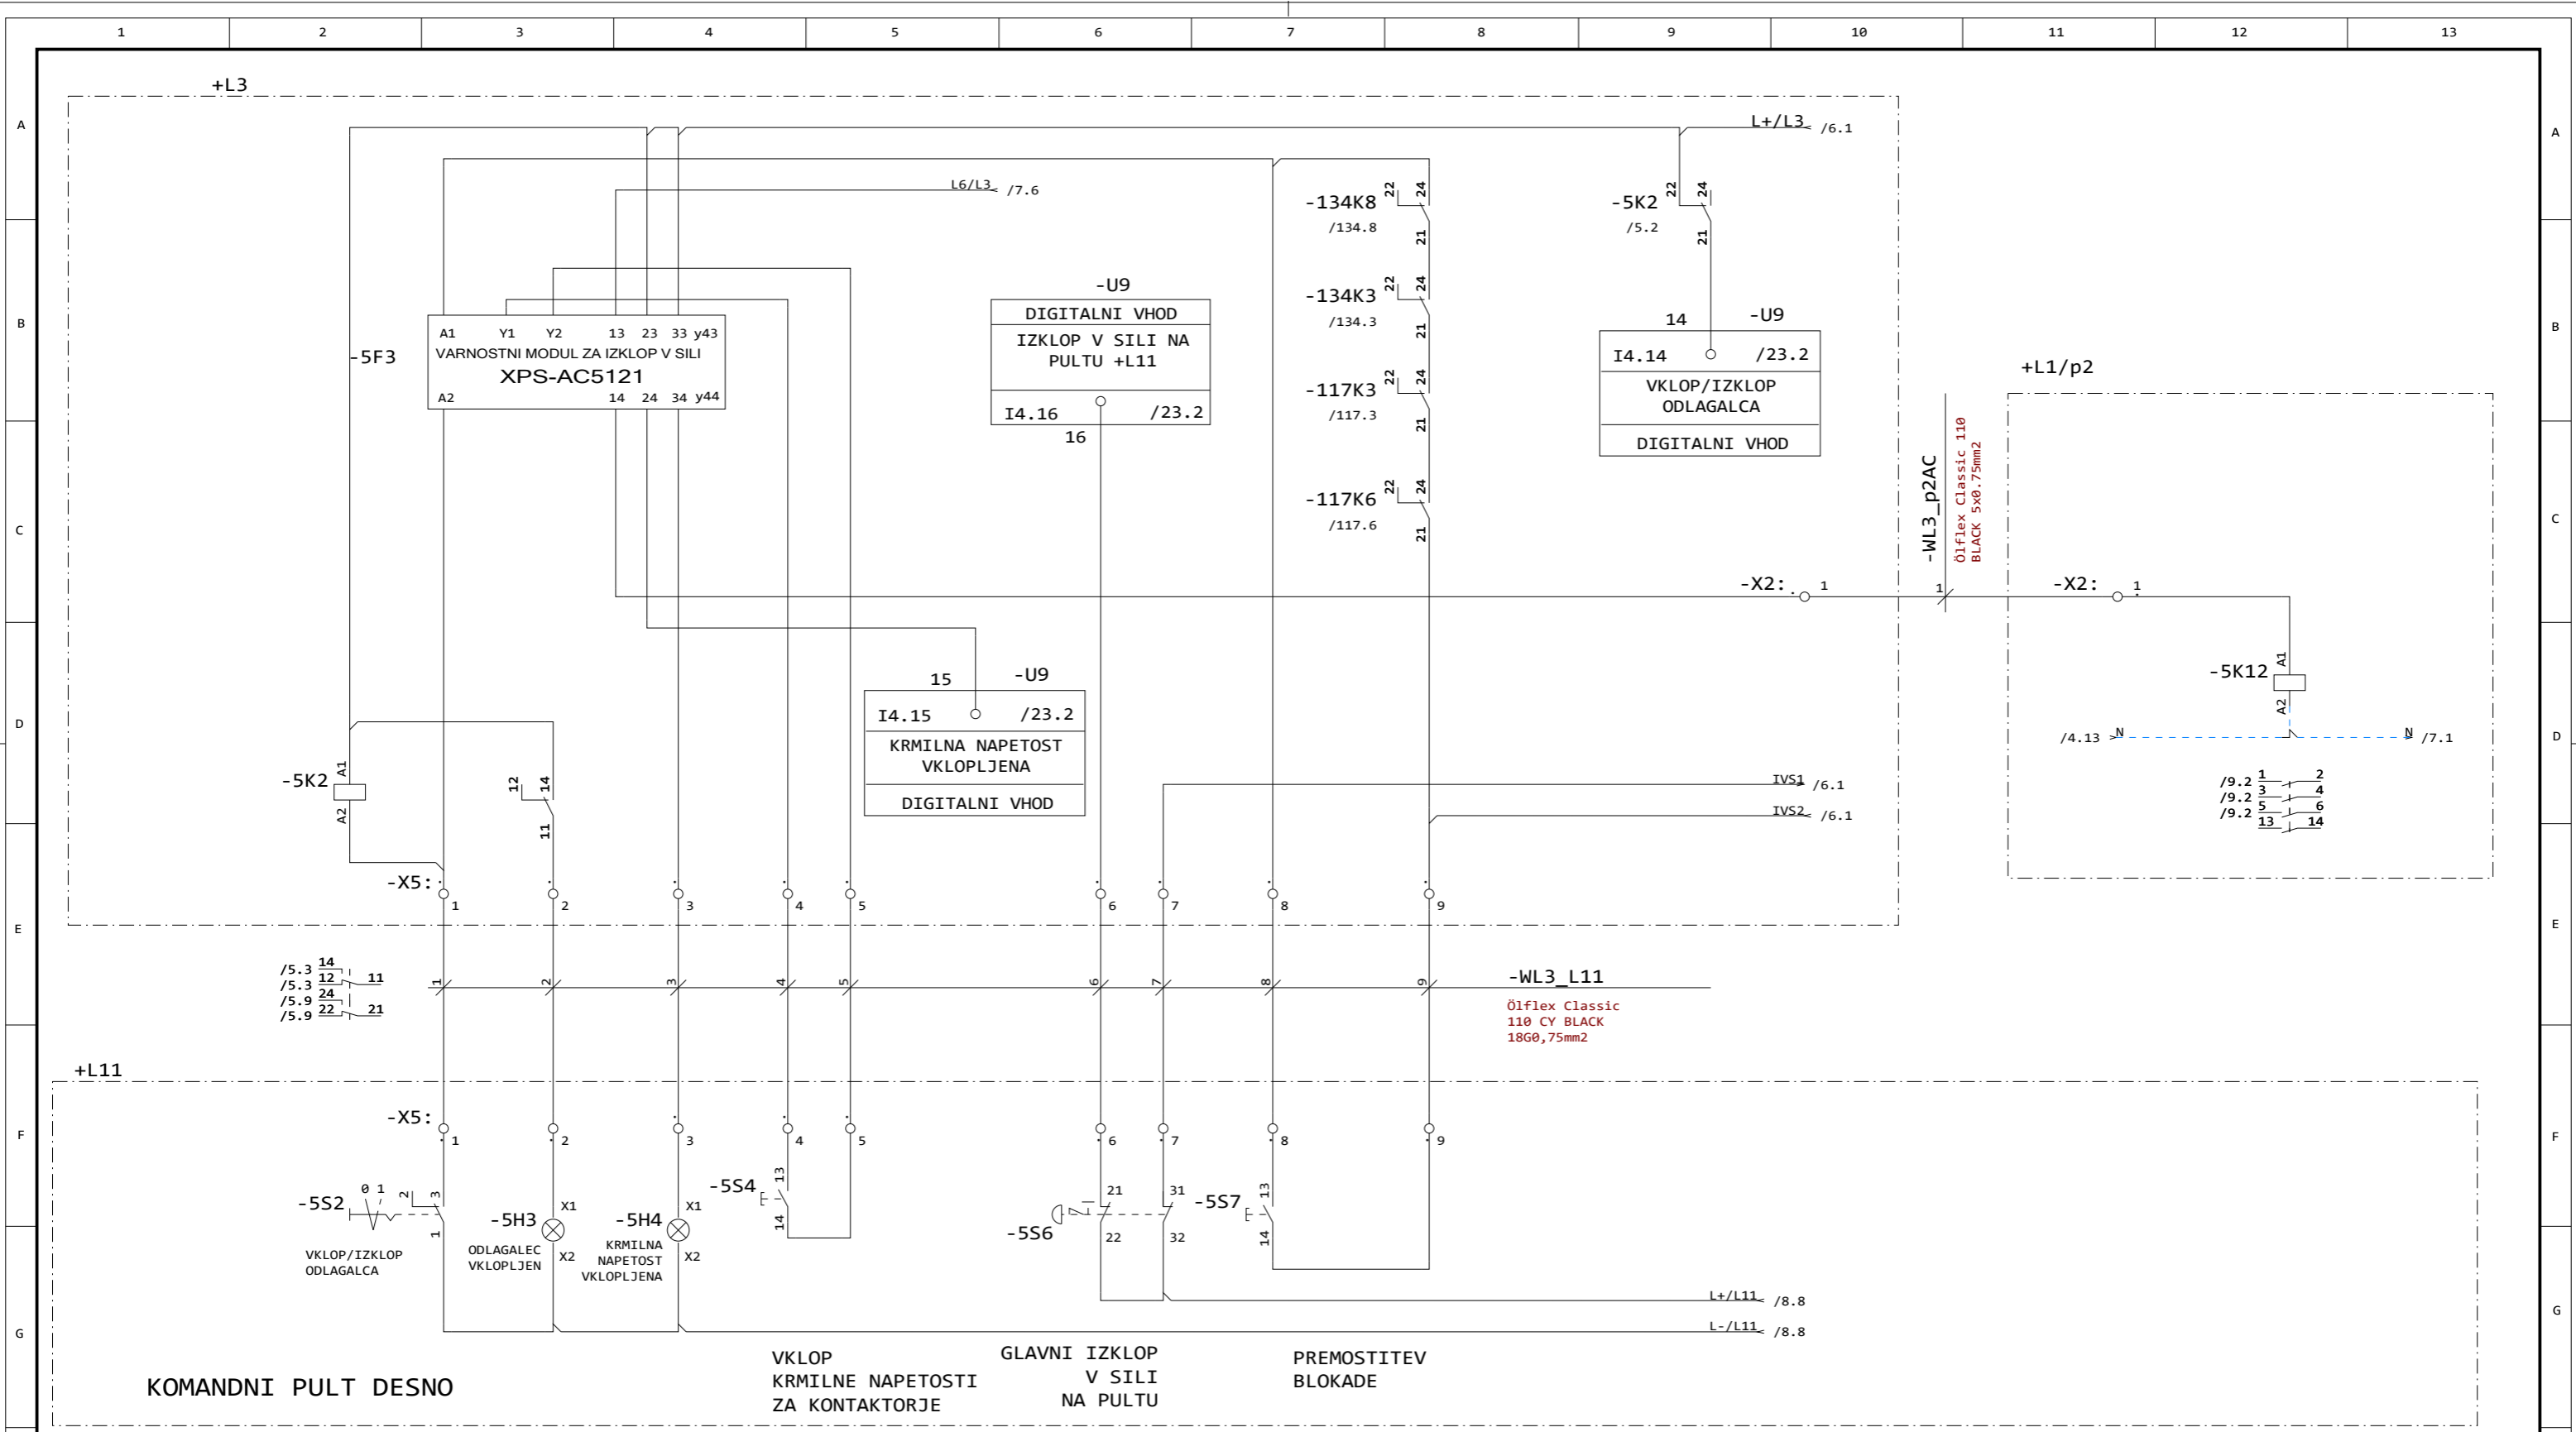 1 2 3 4 5 6 7 8 9 10 11 12 13
A A
B B
C C
D D
E E
F F
G G
+L3
L+/L3 /6.1
L6/L3 /7.6
-134K8
/134.8
22 24
21
-134K3
/134.3
22 24
21
-117K3
/117.3
22 24
21
-117K6
/117.6
22 24
21
-5K2
/5.2
22 24
21
-5F3
A1 Y1 Y2 13 23 33 y43
VARNOSTNI MODUL ZA IZKLOP V SILI
XPS-AC5121
A2 14 24 34 y44
-U9
DIGITALNI VHOD
IZKLOP V SILI NA
PULTU +L11
I4.16 /23.2
16
14 -U9
I4.14 /23.2
VKLOP/IZKLOP
ODLAGALCA
DIGITALNI VHOD
-WL3_p2AC
Ölflex Classic 110
BLACK 5x0.75mm2
+L1/p2
-X2: 1
1
-X2: 1
15 -U9
I4.15 /23.2
KRMILNA NAPETOST
VKLOPLJENA
DIGITALNI VHOD
-5K12
A1
A2
/4.13 N N /7.1
/9.2 1 2
/9.2 3 4
/9.2 5 6
13 14
-5K2
A1
A2
12 14
11
IVS1 /6.1
IVS2 /6.1
-X5:
1 2 3 4 5 6 7 8 9
/5.3 14
/5.3 12 11
/5.9 24
/5.9 22 21
1 2 3 4 5 6 7 8 9
-WL3_L11
Ölflex Classic
110 CY BLACK
18G0,75mm2
+L11
-X5:
1 2 3 4 5 6 7 8 9
-5S2
0 1
2 3
1
VKLOP/IZKLOP
ODLAGALCA
-5H3
X1
X2
ODLAGALEC
VKLOPLJEN
-5H4
X1
X2
KRMILNA
NAPETOST
VKLOPLJENA
-5S4
13
14
-5S6
21 31
22 32
-5S7
13
14
L+/L11 /8.8
L-/L11 /8.8
KOMANDNI PULT DESNO
VKLOP
KRMILNE NAPETOSTI
ZA KONTAKTORJE
GLAVNI IZKLOP
V SILI
NA PULTU
PREMOSTITEV
BLOKADE